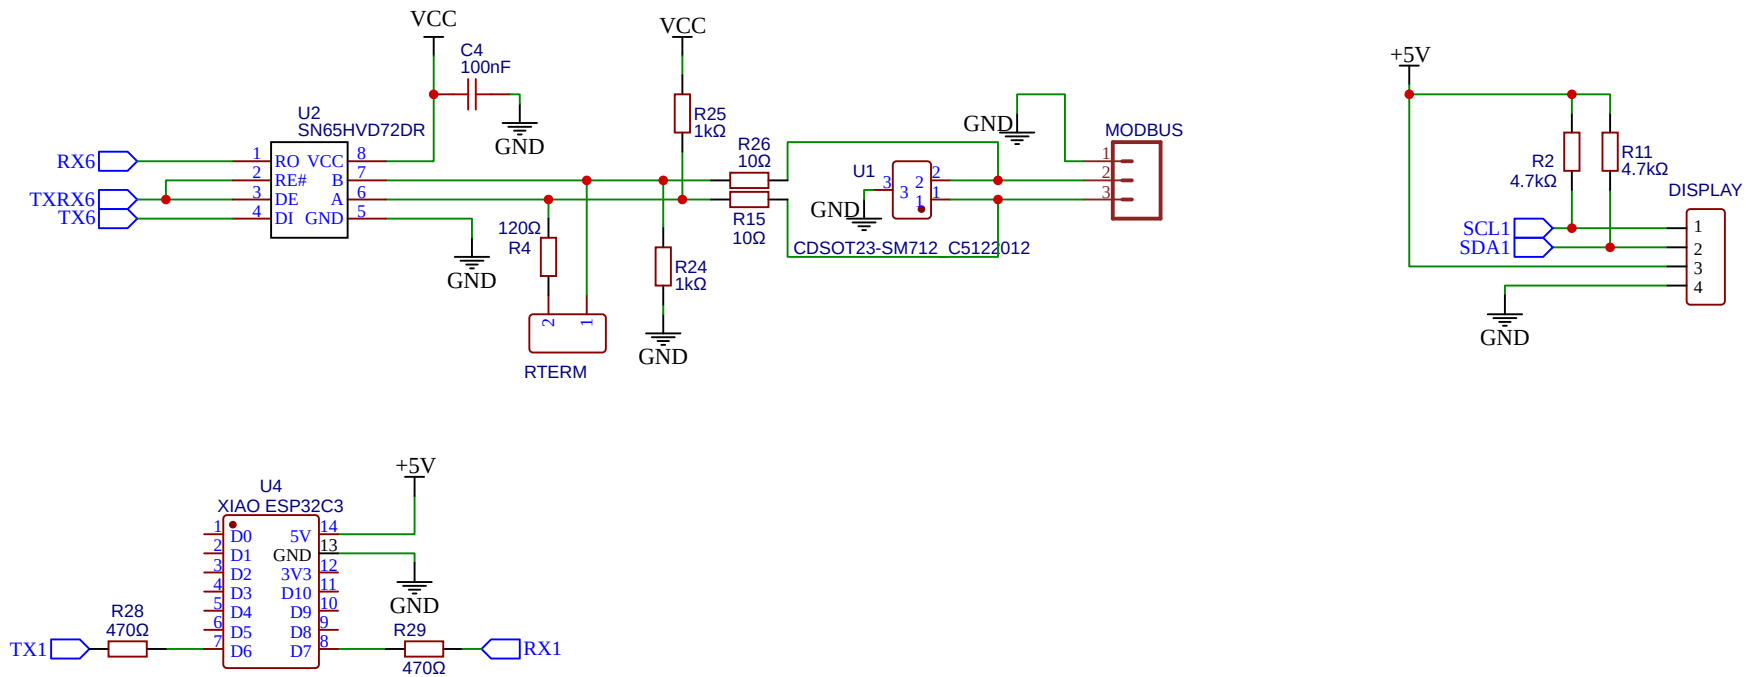 VCC
C4
100nF
GND
U2
SN65HVD72DR
RX6
TXRX6
TX6
1 RO VCC 8
2 RE# B 7
3 DE A 6
4 DI GND 5
GND
120Ω
R4
2 1
RTERM
VCC
R25
1kΩ
R26
10Ω
R15
10Ω
R24
1kΩ
GND
GND
MODBUS
1
2
3
U1
3 3 2 2
1 1
GND
CDSOT23-SM712_C5122012
+5V
R2
4.7kΩ
R11
4.7kΩ
DISPLAY
SCL1
SDA1
1
2
3
4
GND
+5V
U4
XIAO ESP32C3
1 D0 5V 14
2 D1 GND 13
3 D2 3V3 12
4 D3 D10 11
5 D4 D9 10
6 D5 D8 9
7 D6 D7 8
GND
R28
470Ω
TX1
R29
470Ω
RX1